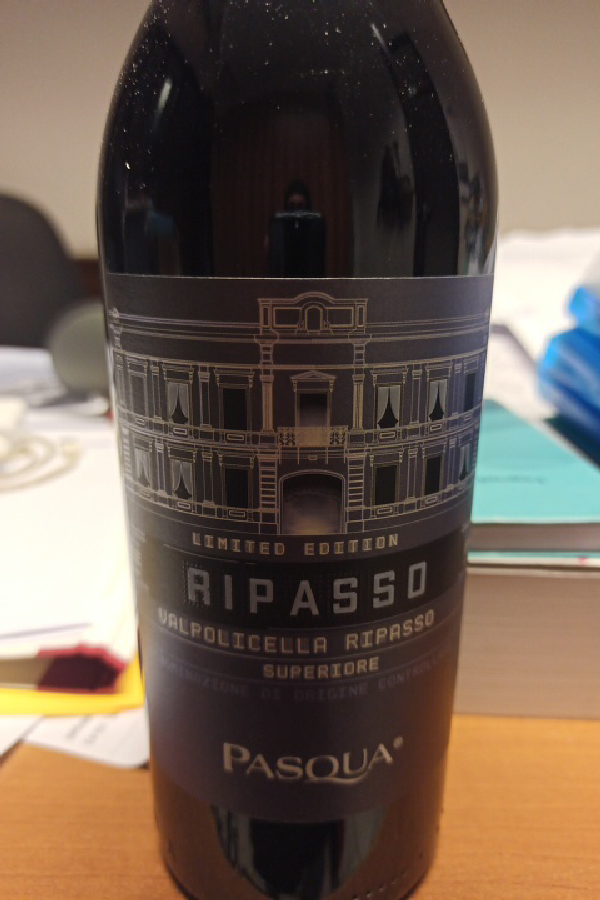 LIMITED EDITION
RIPASSO
VALPOLICELLA RIPASSO
SUPERIORE
DENOMINAZIONE DI ORIGINE CONTROLLATA
PASQUA®